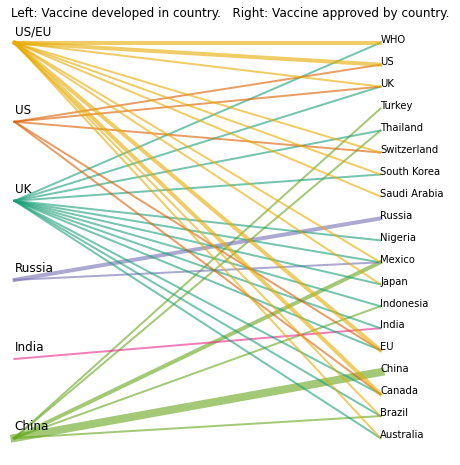 Left: Vaccine developed in country.   Right: Vaccine approved by country.
US/EU
US
UK
Russia
India
China
WHO
US
UK
Turkey
Thailand
Switzerland
South Korea
Saudi Arabia
Russia
Nigeria
Mexico
Japan
Indonesia
India
EU
China
Canada
Brazil
Australia